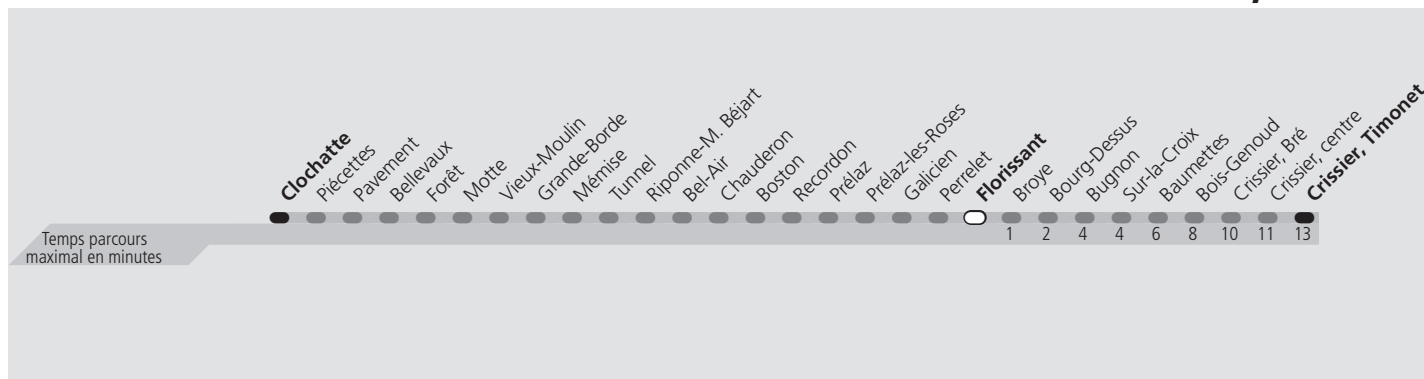 Clochatte
Piécettes
Pavement
Bellevaux
Forêt
Motte
Vieux-Moulin
Grande-Borde
Mémise
Tunnel
Riponne-M. Béjart
Bel-Air
Chauderon
Boston
Recordon
Prélaz
Prélaz-les-Roses
Galicien
Perrelet
Florissant
Broye
Bourg-Dessus
Bugnon
Sur-la-Croix
Baumettes
Bois-Genoud
Crissier, Bré
Crissier, centre
Crissier, Timonet
Temps parcours
maximal en minutes
1 2 4 4 6 8 10 11 13